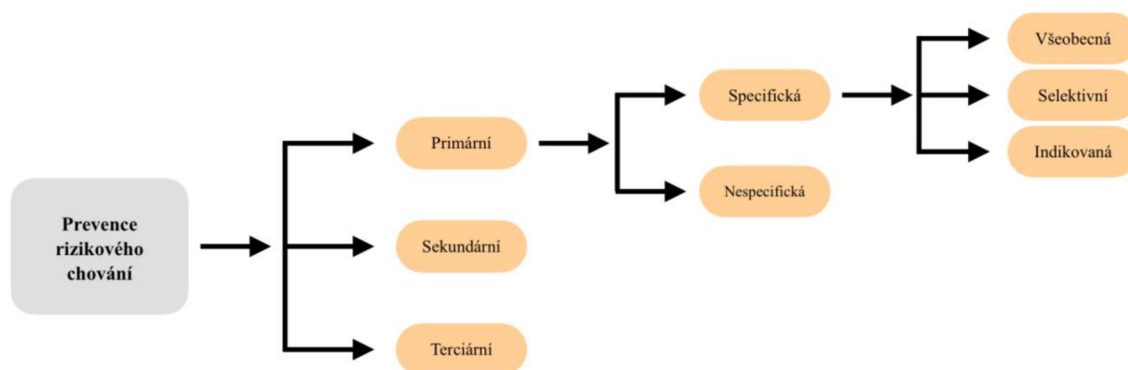 Prevence
rizikového
chování
Primární
Sekundární
Terciární
Specifická
Nespecifická
Všeobecná
Selektivní
Indikovaná